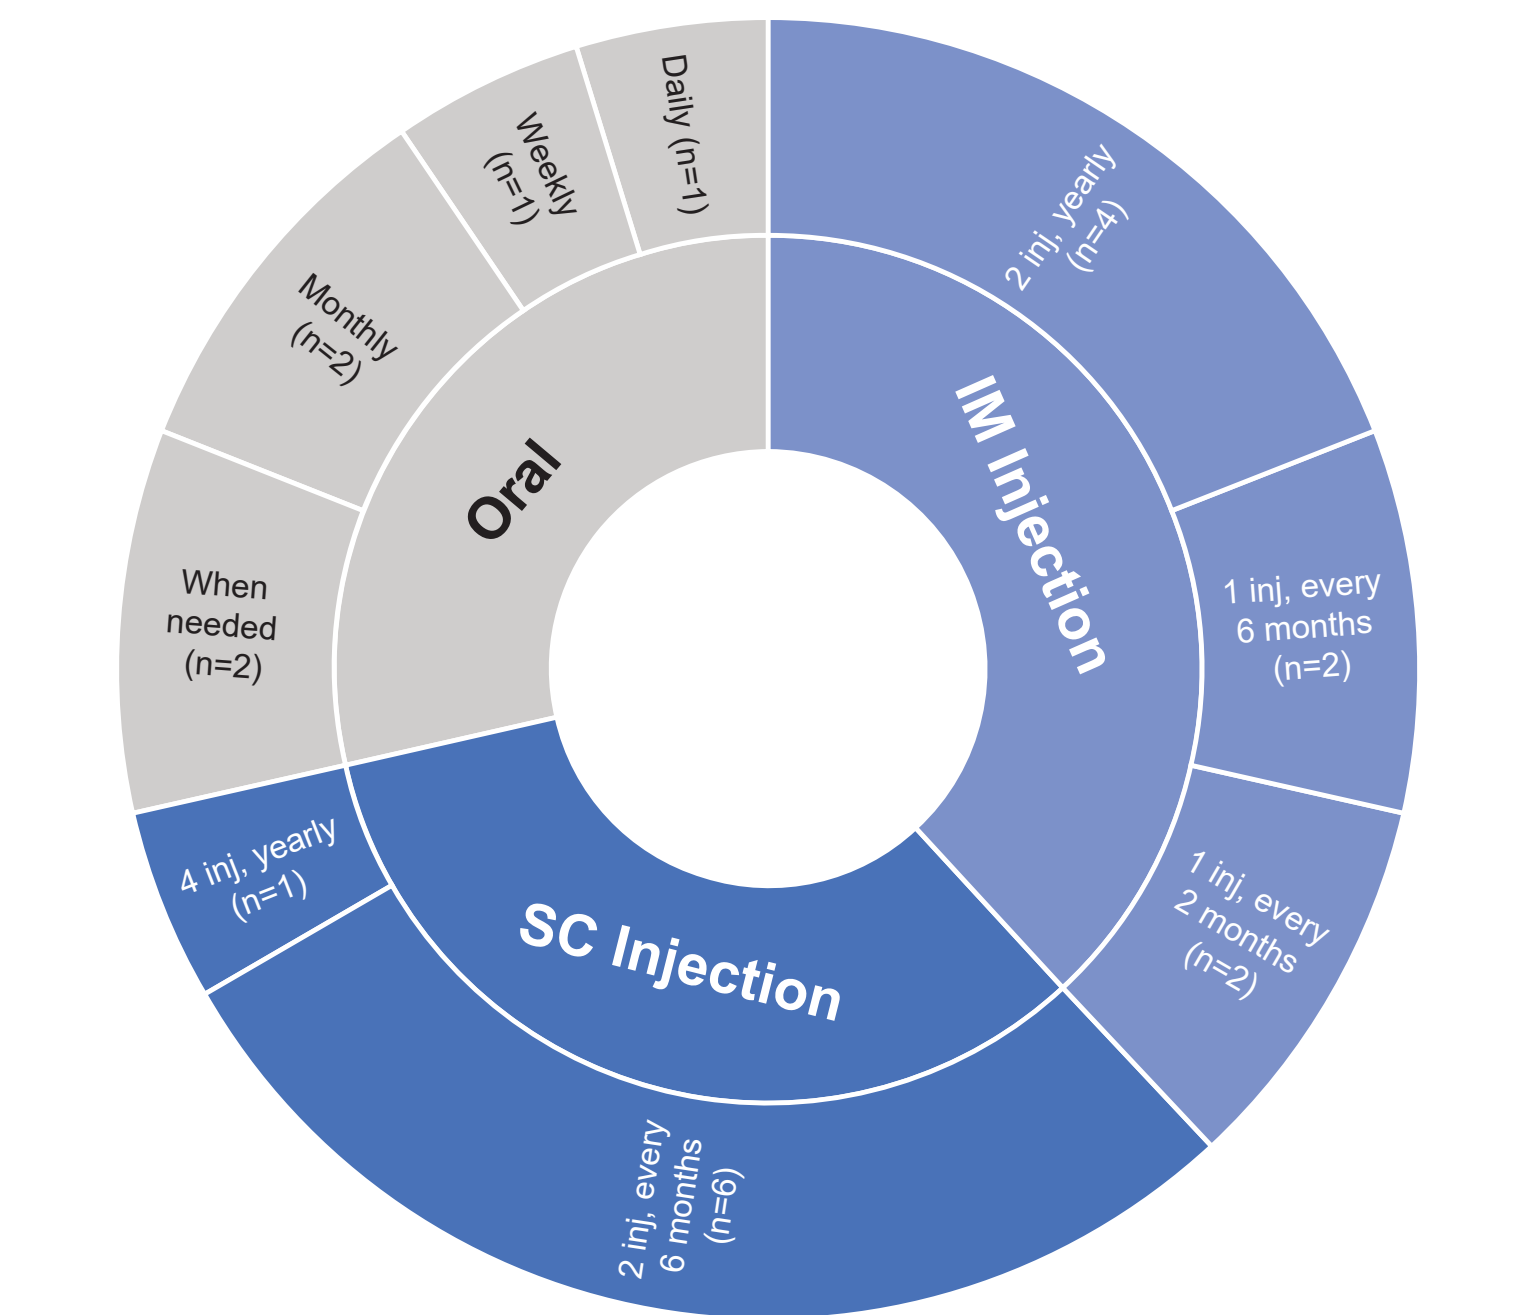 IM Injection
2 inj, yearly
(n=4)
1 inj, every
6 months
(n=2)
1 inj, every
2 months
(n=2)
SC Injection
2 inj, every
6 months
(n=6)
4 inj, yearly
(n=1)
Oral
When
needed
(n=2)
Monthly
(n=2)
Weekly
(n=1)
Daily (n=1)